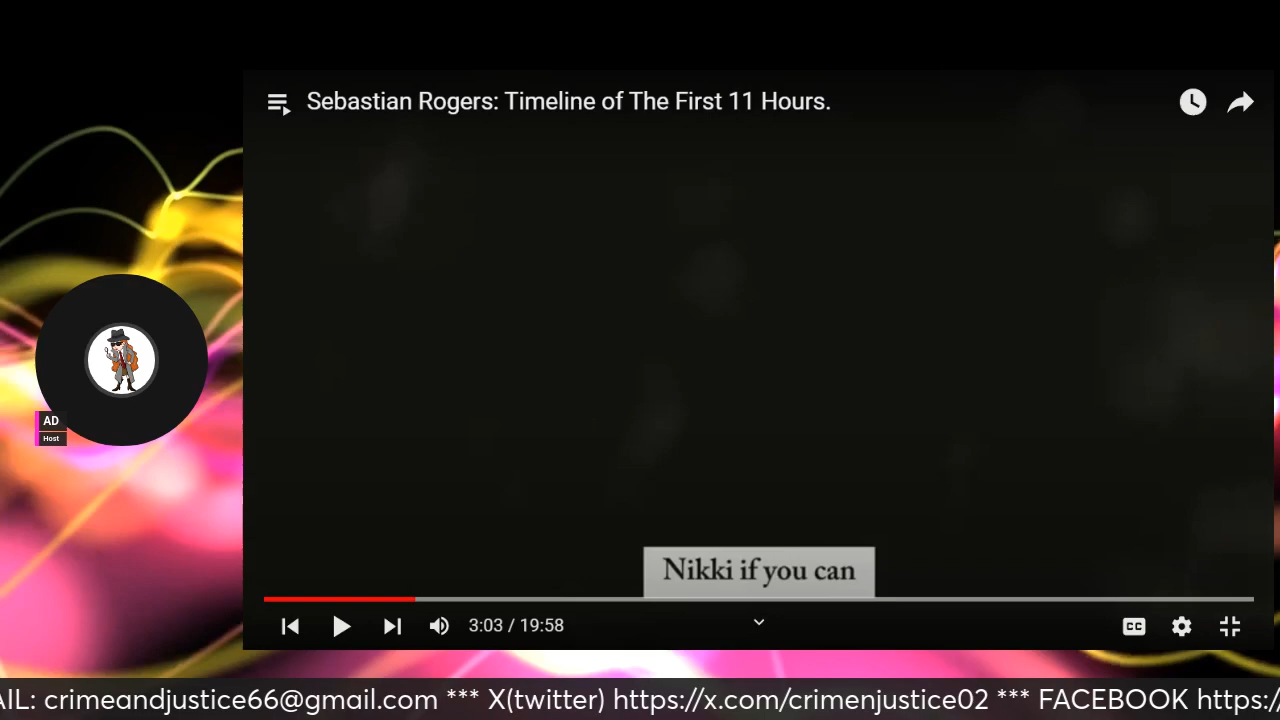 Sebastian Rogers: Timeline of The First 11 Hours.
AD
Host
Nikki if you can
3:03 / 19:58
CC
AIL: crimeandjustice66@gmail.com *** X(twitter) https://x.com/crimenjustice02 *** FACEBOOK https:/